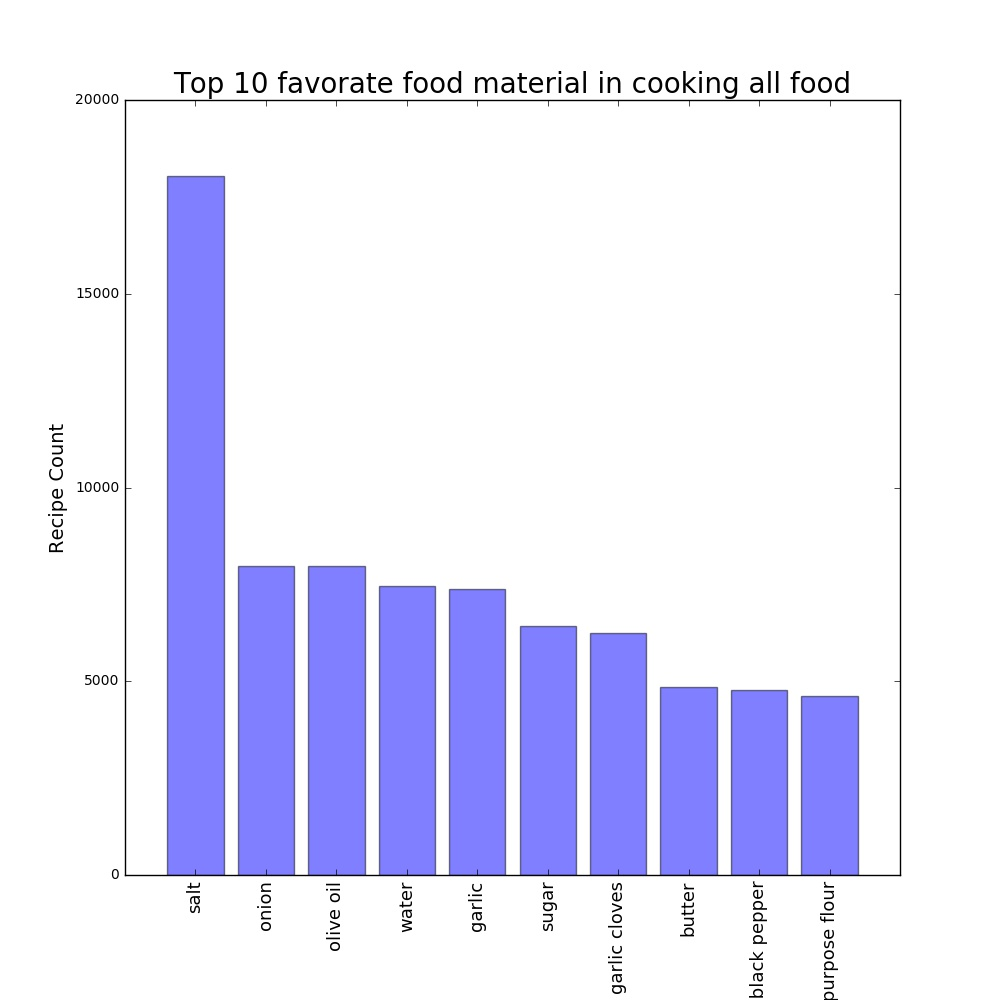 Top 10 favorate food material in cooking all food
20000
15000
10000
5000
0
Recipe Count
salt
onion
olive oil
water
garlic
sugar
garlic cloves
butter
black pepper
purpose flour